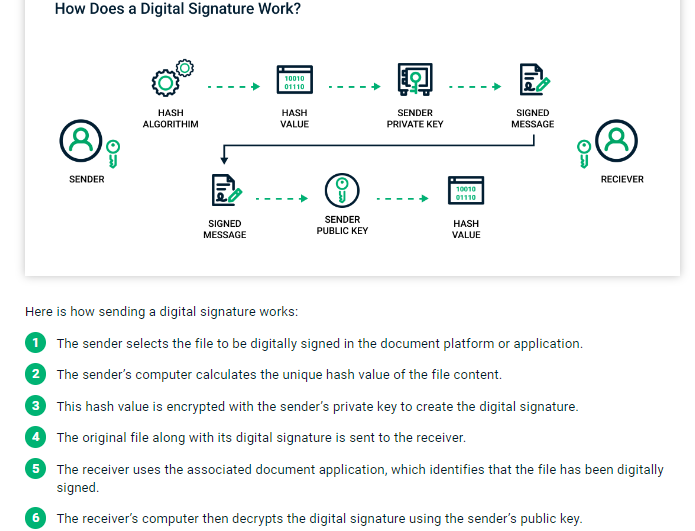 How Does a Digital Signature Work?
10010
01110
HASH
ALGORITHIM
HASH
VALUE
SENDER
PRIVATE KEY
SIGNED
MESSAGE
SENDER
RECIEVER
10010
01110
SIGNED
MESSAGE
SENDER
PUBLIC KEY
HASH
VALUE
Here is how sending a digital signature works:
1 The sender selects the file to be digitally signed in the document platform or application.
2 The sender’s computer calculates the unique hash value of the file content.
3 This hash value is encrypted with the sender’s private key to create the digital signature.
4 The original file along with its digital signature is sent to the receiver.
5 The receiver uses the associated document application, which identifies that the file has been digitally
signed.
6 The receiver’s computer then decrypts the digital signature using the sender’s public key.